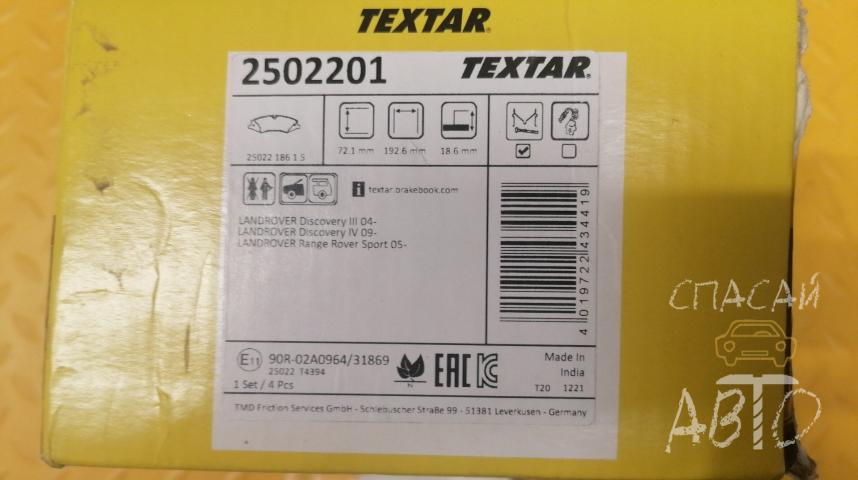 TEXTAR
2502201 TEXTAR
25022 186 1 5
72.1 mm 192.6 mm 18.6 mm
i textar.brakebook.com
LANDROVER Discovery III 04-
LANDROVER Discovery IV 09-
LANDROVER Range Rover Sport 05-
4019722434419
E11 90R-02A0964/31869
25022 T4394
1 Set / 4 Pcs
N
EAC KC
Made In
India
T20 1221
TMD Friction Services GmbH - Schlebuscher Straße 99 - 51381 Leverkusen - Germany
СПАСАЙ
АВТО